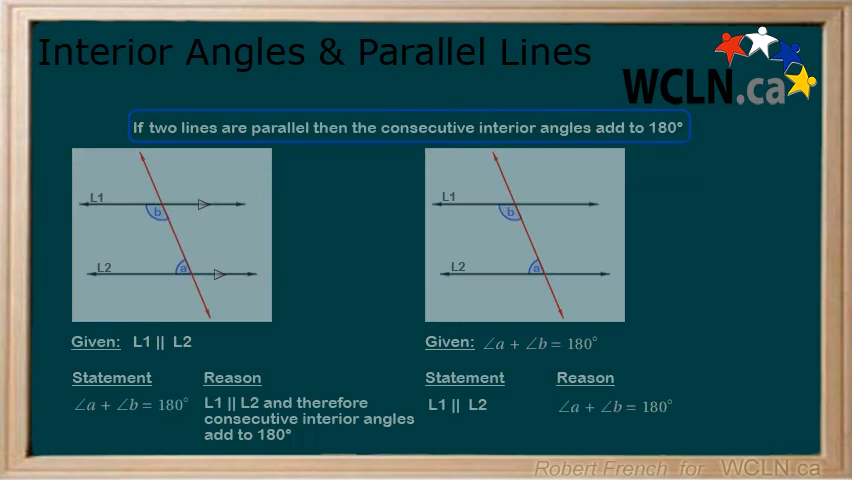 Interior Angles & Parallel Lines
WCLN.ca
If two lines are parallel then the consecutive interior angles add to 180°
L1
b
L2
a
L1
b
L2
a
Given: L1 || L2
Given: ∠a + ∠b = 180°
Statement Reason
Statement Reason
∠a + ∠b = 180°
L1 || L2 and therefore
consecutive interior angles
add to 180°
L1 || L2
∠a + ∠b = 180°
Robert French for WCLN.ca